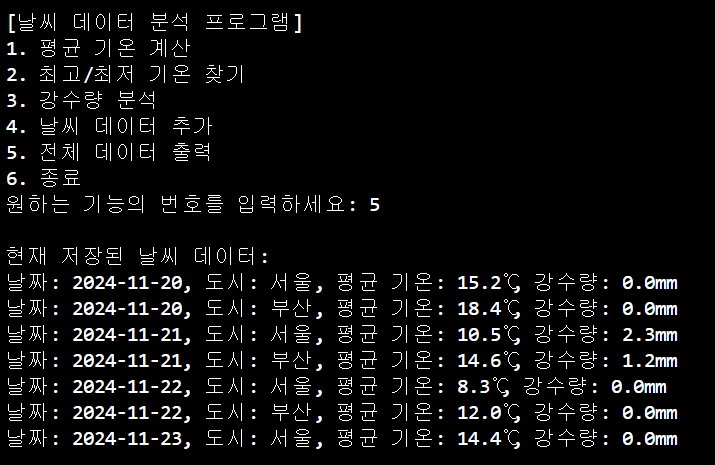 [날씨 데이터 분석 프로그램]
1. 평균 기온 계산
2. 최고/최저 기온 찾기
3. 강수량 분석
4. 날씨 데이터 추가
5. 전체 데이터 출력
6. 종료
원하는 기능의 번호를 입력하세요: 5

현재 저장된 날씨 데이터:
날짜: 2024-11-20, 도시: 서울, 평균 기온: 15.2℃, 강수량: 0.0mm
날짜: 2024-11-20, 도시: 부산, 평균 기온: 18.4℃, 강수량: 0.0mm
날짜: 2024-11-21, 도시: 서울, 평균 기온: 10.5℃, 강수량: 2.3mm
날짜: 2024-11-21, 도시: 부산, 평균 기온: 14.6℃, 강수량: 1.2mm
날짜: 2024-11-22, 도시: 서울, 평균 기온: 8.3℃, 강수량: 0.0mm
날짜: 2024-11-22, 도시: 부산, 평균 기온: 12.0℃, 강수량: 0.0mm
날짜: 2024-11-23, 도시: 서울, 평균 기온: 14.4℃, 강수량: 0.0mm